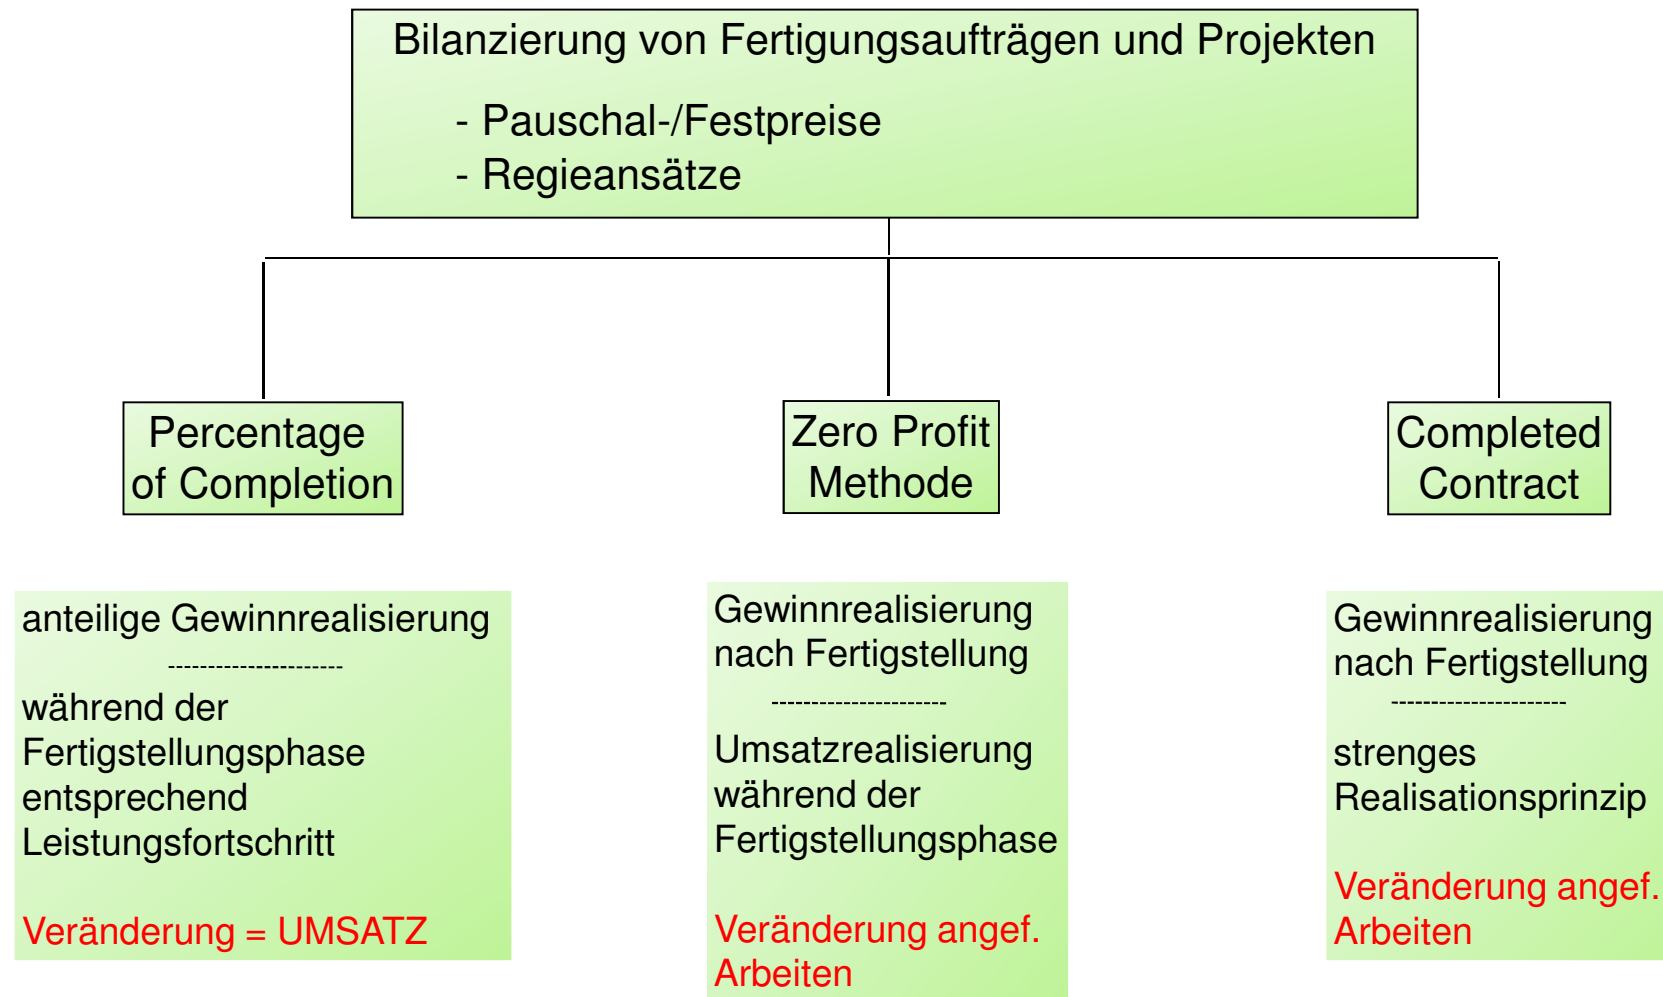 Bilanzierung von Fertigungsaufträgen und Projekten
- Pauschal-/Festpreise
- Regieansätze
Percentage
of Completion
Zero Profit
Methode
Completed
Contract
anteilige Gewinnrealisierung
----------------------
während der
Fertigstellungsphase
entsprechend
Leistungsfortschritt
Veränderung = UMSATZ
Gewinnrealisierung
nach Fertigstellung
----------------------
Umsatzrealisierung
während der
Fertigstellungsphase
Veränderung angef.
Arbeiten
Gewinnrealisierung
nach Fertigstellung
----------------------
strenges
Realisationsprinzip
Veränderung angef.
Arbeiten